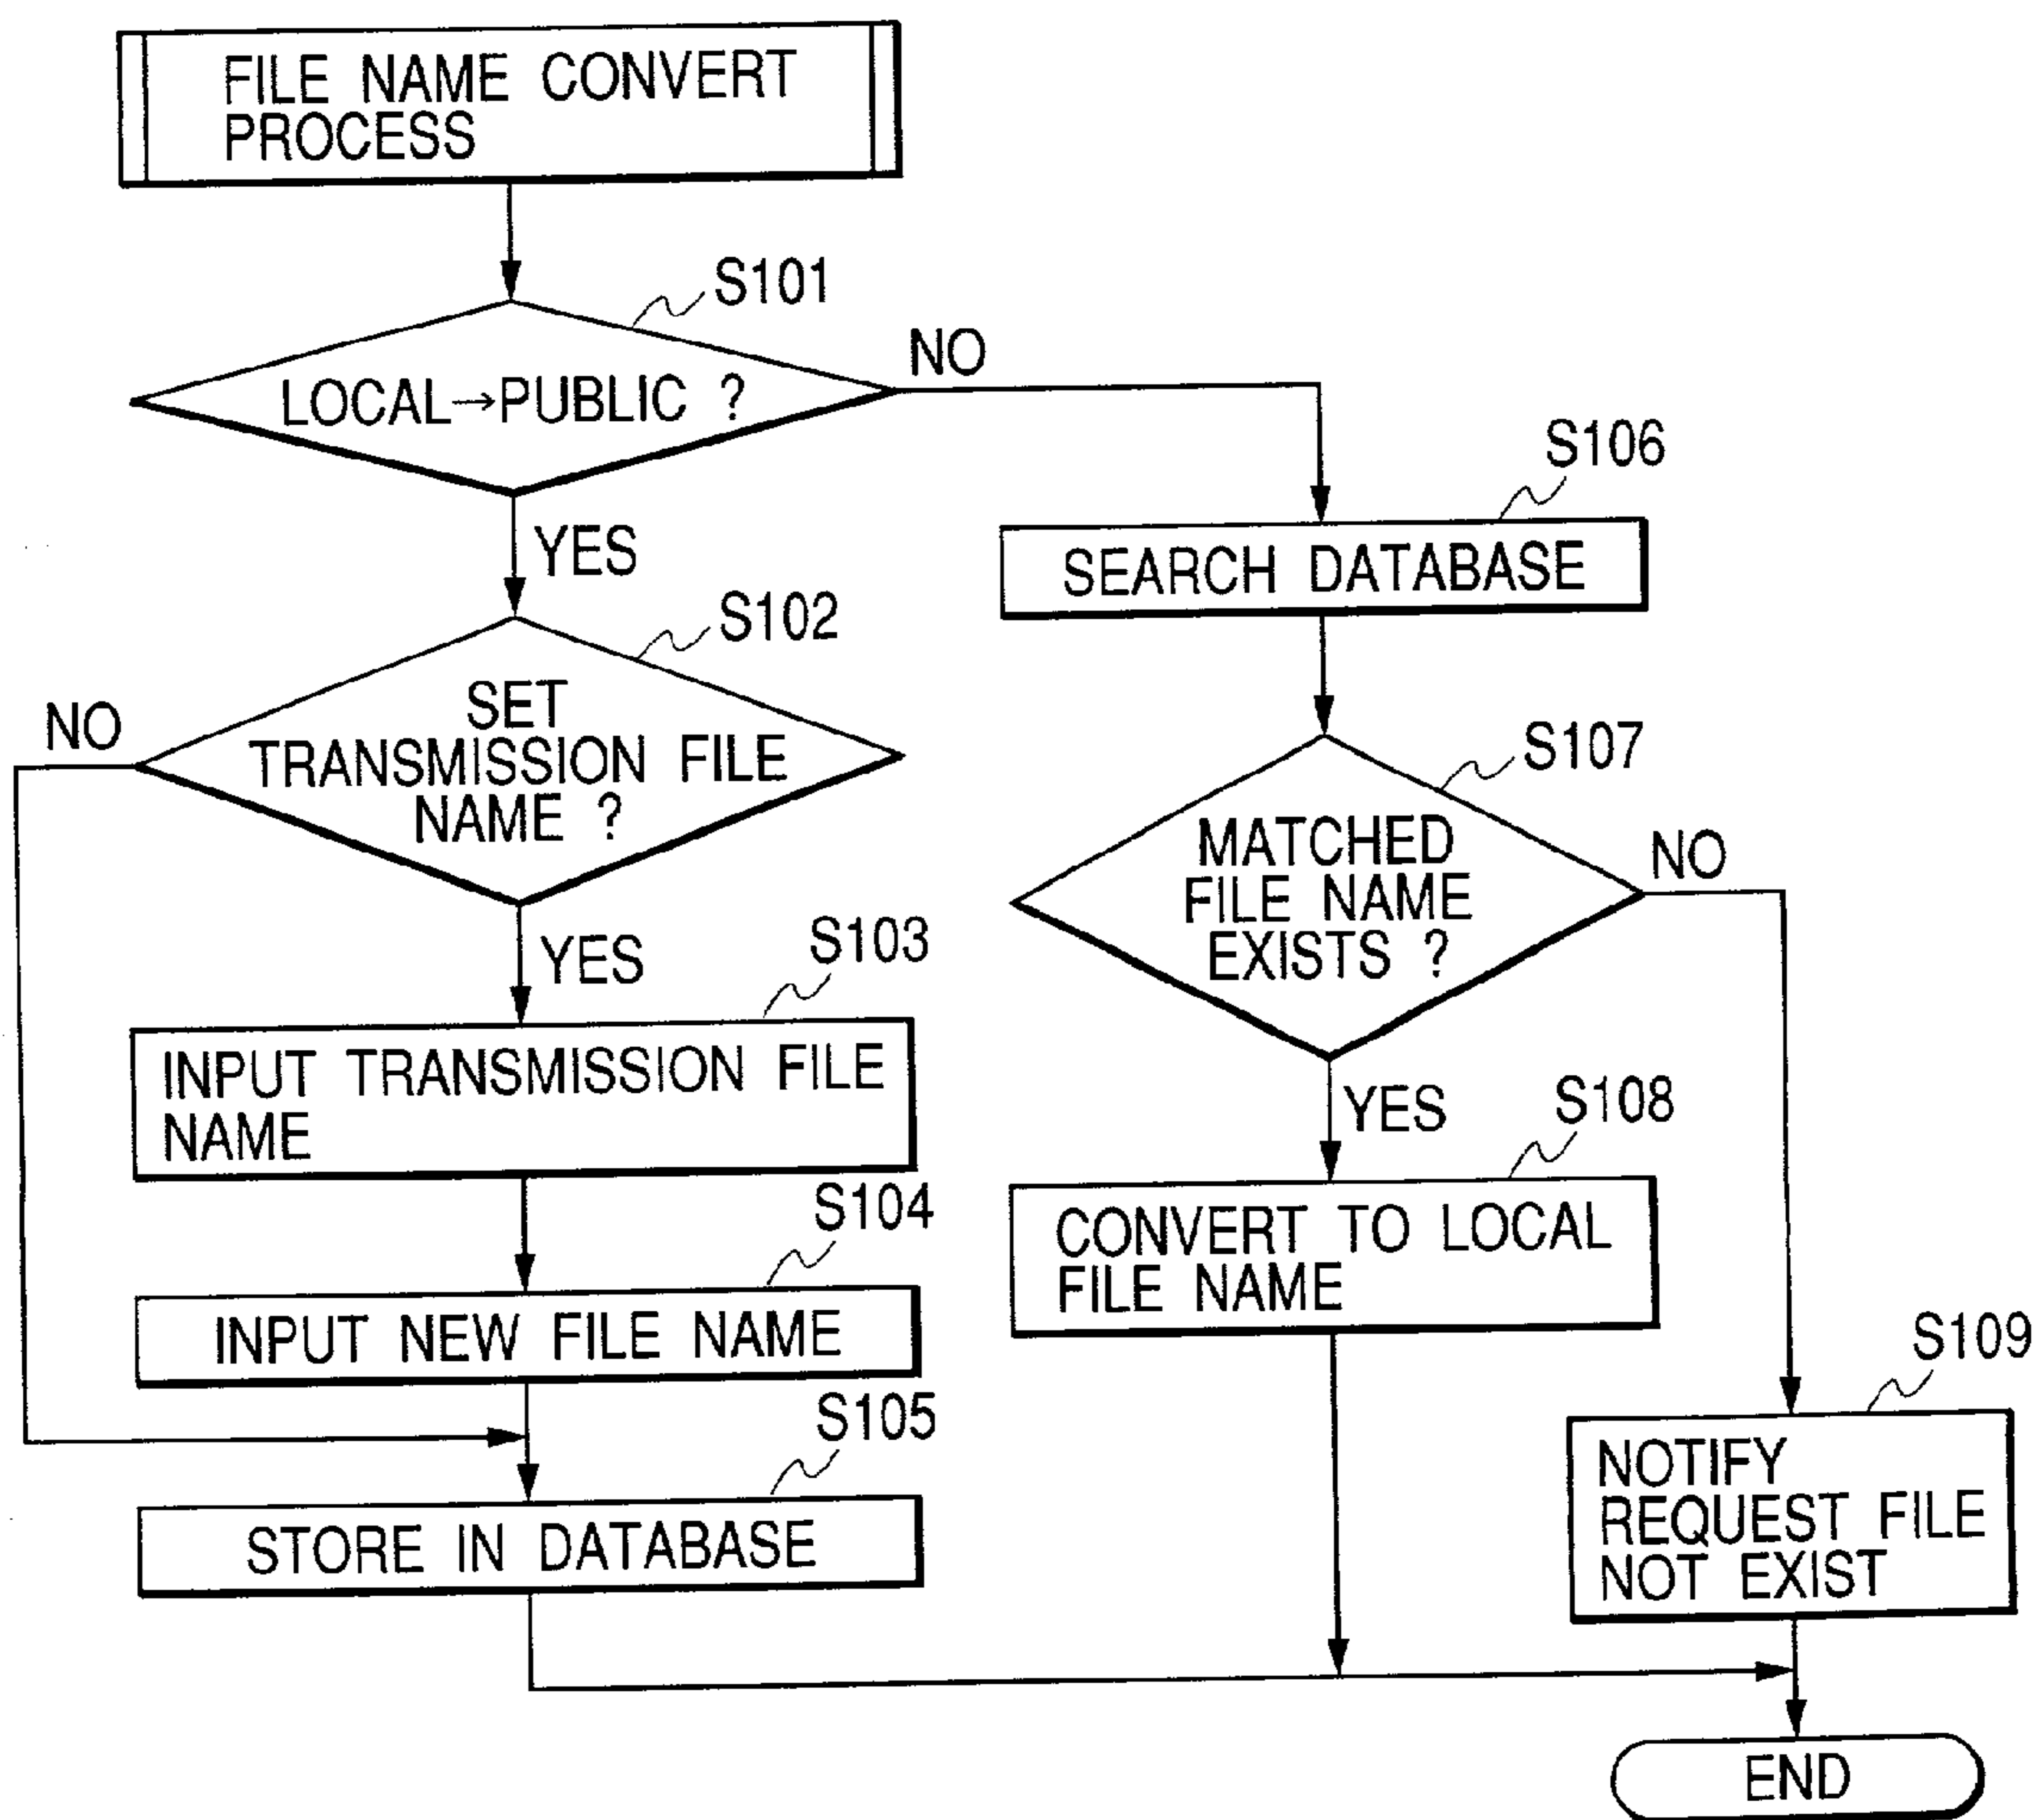 FILE NAME CONVERT
PROCESS
S101
LOCAL→PUBLIC ?
NO
YES
S102
SET
TRANSMISSION FILE
NAME ?
NO
YES
S103
INPUT TRANSMISSION FILE
NAME
S104
INPUT NEW FILE NAME
S105
STORE IN DATABASE
S106
SEARCH DATABASE
S107
MATCHED
FILE NAME
EXISTS ?
NO
YES
S108
CONVERT TO LOCAL
FILE NAME
S109
NOTIFY
REQUEST FILE
NOT EXIST
END